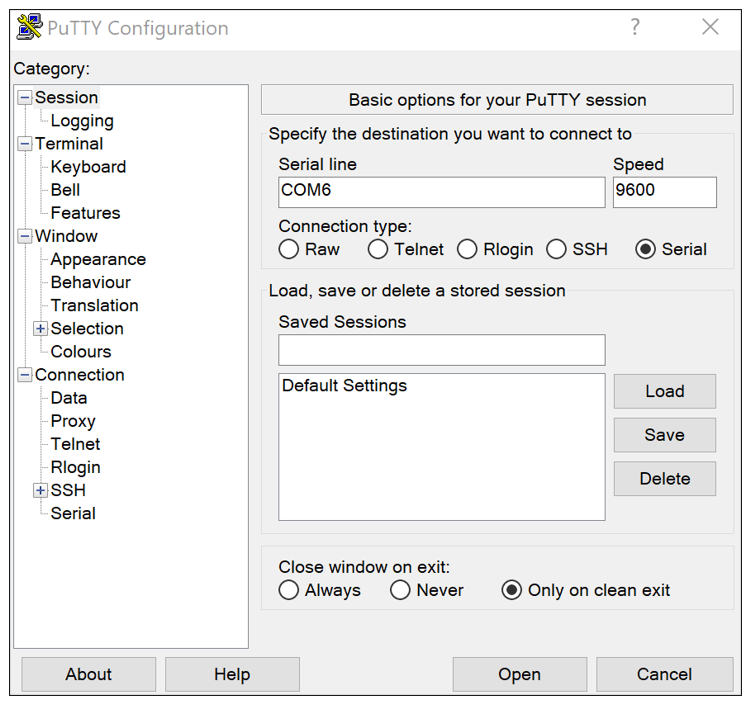 PuTTY Configuration
?
Category:
Session
Logging
Terminal
Keyboard
Bell
Features
Window
Appearance
Behaviour
Translation
Selection
Colours
Connection
Data
Proxy
Telnet
Rlogin
SSH
Serial
Basic options for your PuTTY session
Specify the destination you want to connect to
Serial line Speed
COM6 9600
Connection type:
Raw Telnet Rlogin SSH Serial
Load, save or delete a stored session
Saved Sessions
Default Settings
Load
Save
Delete
Close window on exit:
Always Never Only on clean exit
About Help Open Cancel